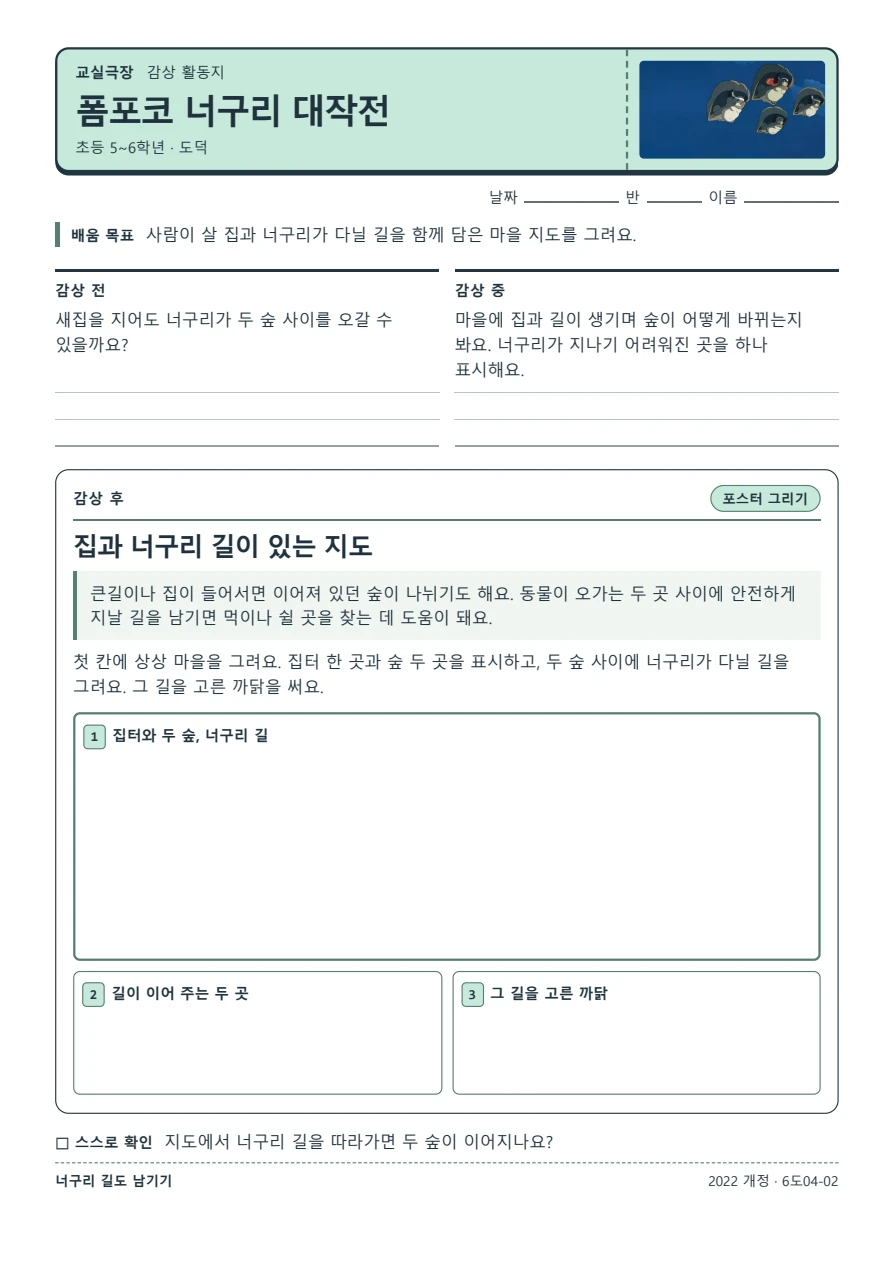 교실극장 감상 활동지
폼포코 너구리 대작전
초등 5~6학년 · 도덕
날짜 반 이름
배움 목표 사람이 살 집과 너구리가 다닐 길을 함께 담은 마을 지도를 그려요.
감상 전
새집을 지어도 너구리가 두 숲 사이를 오갈 수
있을까요?
감상 중
마을에 집과 길이 생기며 숲이 어떻게 바뀌는지
봐요. 너구리가 지나기 어려워진 곳을 하나
표시해요.
감상 후
포스터 그리기
집과 너구리 길이 있는 지도
큰길이나 집이 들어서면 이어져 있던 숲이 나뉘기도 해요. 동물이 오가는 두 곳 사이에 안전하게
지날 길을 남기면 먹이나 쉴 곳을 찾는 데 도움이 돼요.
첫 칸에 상상 마을을 그려요. 집터 한 곳과 숲 두 곳을 표시하고, 두 숲 사이에 너구리가 다닐 길을
그려요. 그 길을 고른 까닭을 써요.
1 집터와 두 숲, 너구리 길
2 길이 이어 주는 두 곳
3 그 길을 고른 까닭
□ 스스로 확인 지도에서 너구리 길을 따라가면 두 숲이 이어지나요?
너구리 길도 남기기
2022 개정 · 6도04-02